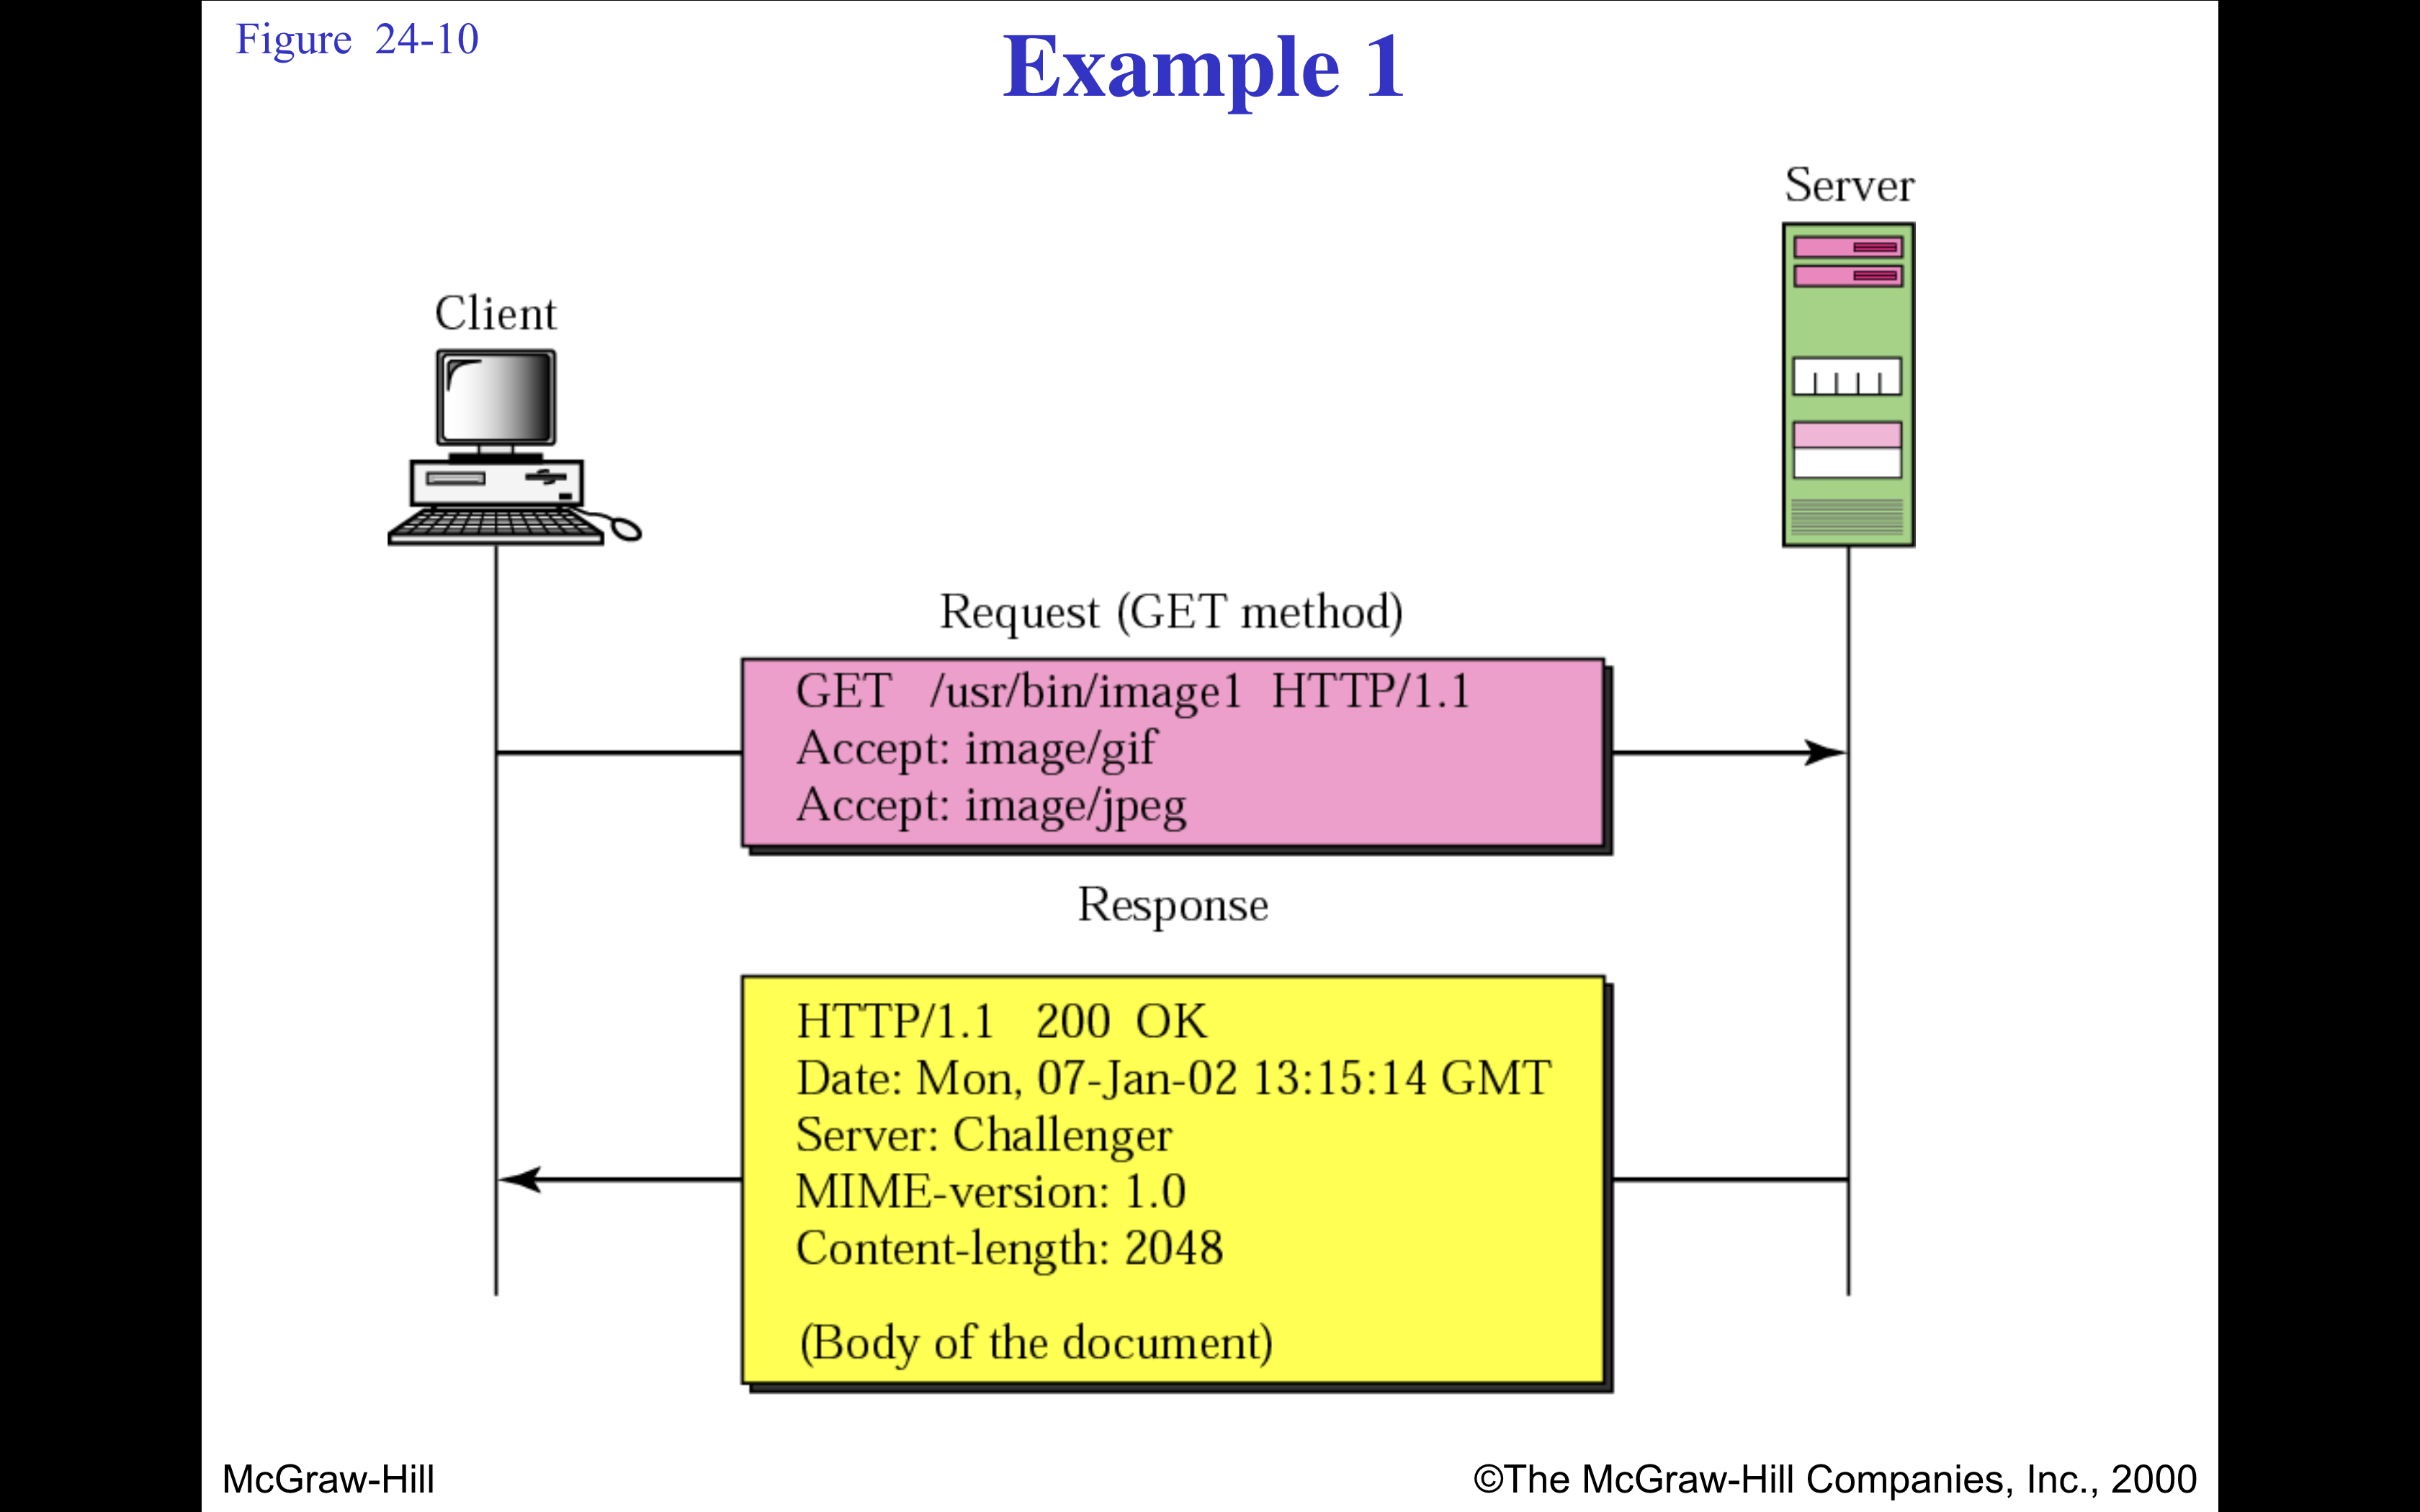 Figure 24-10
Example 1
Server
Client
Request (GET method)
GET /usr/bin/image1 HTTP/1.1
Accept: image/gif
Accept: image/jpeg
Response
HTTP/1.1 200 OK
Date: Mon, 07-Jan-02 13:15:14 GMT
Server: Challenger
MIME-version: 1.0
Content-length: 2048
(Body of the document)
McGraw-Hill
©The McGraw-Hill Companies, Inc., 2000